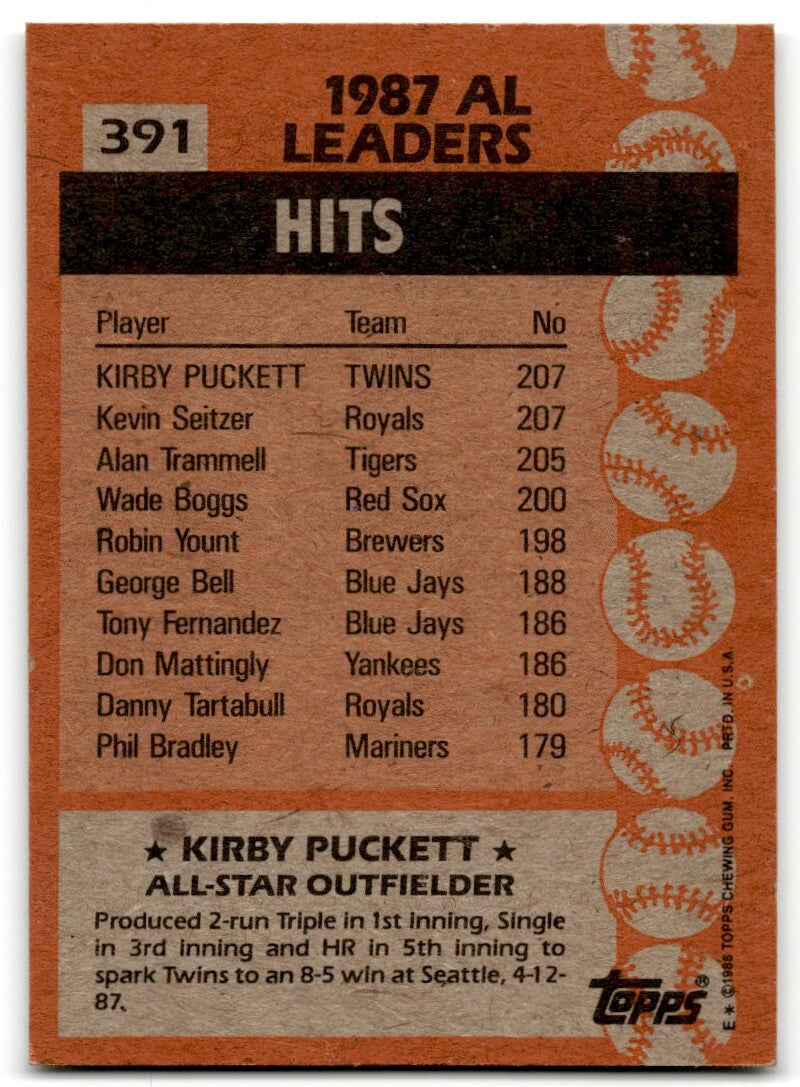 391
1987 AL
LEADERS
HITS
Player Team No
KIRBY PUCKETT TWINS 207
Kevin Seitzer Royals 207
Alan Trammell Tigers 205
Wade Boggs Red Sox 200
Robin Yount Brewers 198
George Bell Blue Jays 188
Tony Fernandez Blue Jays 186
Don Mattingly Yankees 186
Danny Tartabull Royals 180
Phil Bradley Mariners 179
★ KIRBY PUCKETT ★
ALL-STAR OUTFIELDER
Produced 2-run Triple in 1st inning, Single
in 3rd inning and HR in 5th inning to
spark Twins to an 8-5 win at Seattle, 4-12-
87.
topps®
E★ ©1988 TOPPS CHEWING GUM, INC. PRTD. IN U.S.A.